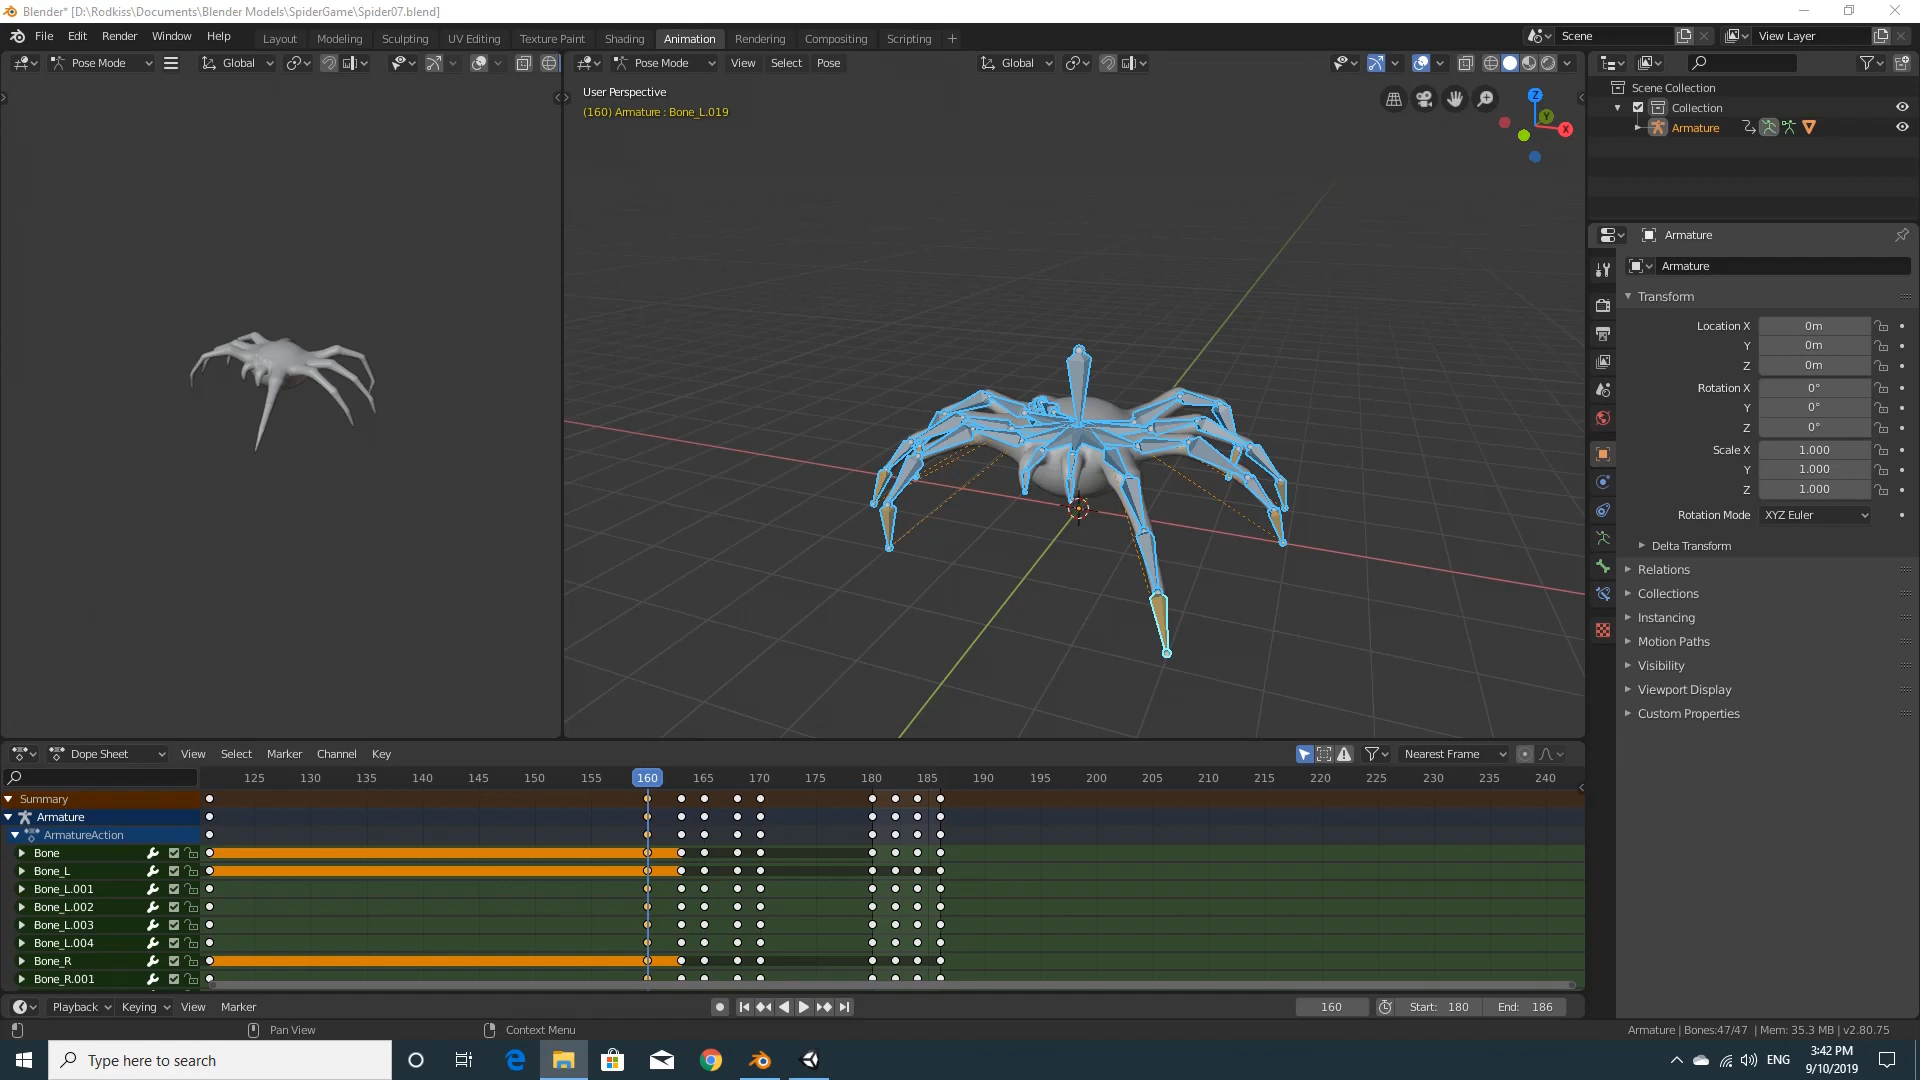 Blender* [D:\Rodkiss\Documents\Blender Models\SpiderGame\Spider07.blend]
File Edit Render Window Help Layout Modeling Sculpting UV Editing Texture Paint Shading Animation Rendering Compositing Scripting + Scene View Layer
Pose Mode Global Pose Mode View Select Pose Global
User Perspective
(160) Armature : Bone_L.019
Z
Y
X
Scene Collection
Collection
Armature
Armature
Armature
Transform
Location X 0m
Y 0m
Z 0m
Rotation X 0°
Y 0°
Z 0°
Scale X 1.000
Y 1.000
Z 1.000
Rotation Mode XYZ Euler
Delta Transform
Relations
Collections
Instancing
Motion Paths
Visibility
Viewport Display
Custom Properties
Dope Sheet View Select Marker Channel Key Nearest Frame
125 130 135 140 145 150 155 160 165 170 175 180 185 190 195 200 205 210 215 220 225 230 235 240
Summary
Armature
ArmatureAction
Bone
Bone_L
Bone_L.001
Bone_L.002
Bone_L.003
Bone_L.004
Bone_R
Bone_R.001
Playback Keying View Marker 160 Start: 180 End: 186
Pan View Context Menu Armature | Bones:47/47 | Mem: 35.3 MB | v2.80.75
Type here to search ENG 3:42 PM
9/10/2019